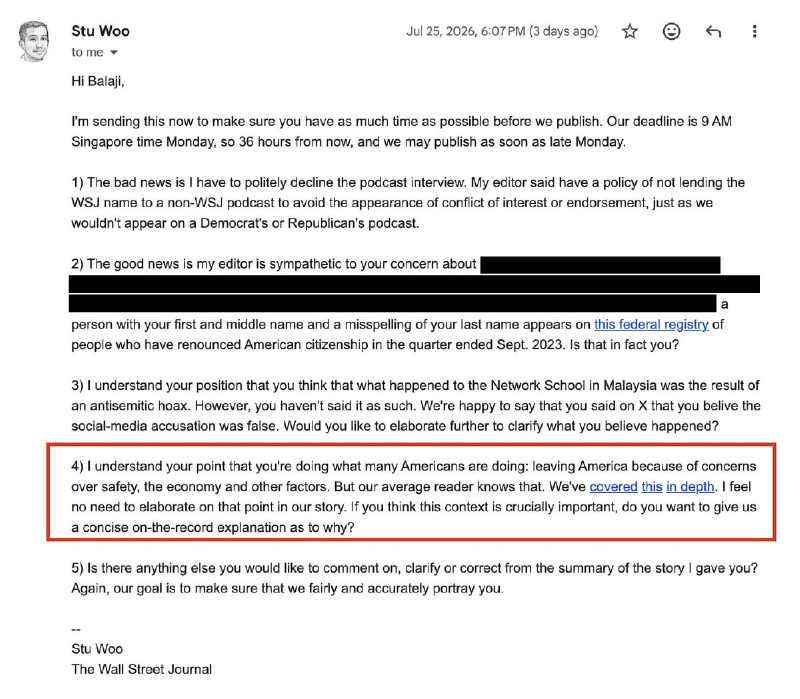 Stu Woo
Jul 25, 2026, 6:07 PM (3 days ago)
to me
Hi Balaji,
I'm sending this now to make sure you have as much time as possible before we publish. Our deadline is 9 AM
Singapore time Monday, so 36 hours from now, and we may publish as soon as late Monday.
1) The bad news is I have to politely decline the podcast interview. My editor said have a policy of not lending the
WSJ name to a non-WSJ podcast to avoid the appearance of conflict of interest or endorsement, just as we
wouldn't appear on a Democrat's or Republican's podcast.
2) The good news is my editor is sympathetic to your concern about
a
person with your first and middle name and a misspelling of your last name appears on this federal registry of
people who have renounced American citizenship in the quarter ended Sept. 2023. Is that in fact you?
3) I understand your position that you think that what happened to the Network School in Malaysia was the result of
an antisemitic hoax. However, you haven't said it as such. We're happy to say that you said on X that you belive the
social-media accusation was false. Would you like to elaborate further to clarify what you believe happened?
4) I understand your point that you're doing what many Americans are doing: leaving America because of concerns
over safety, the economy and other factors. But our average reader knows that. We've covered this in depth. I feel
no need to elaborate on that point in our story. If you think this context is crucially important, do you want to give us
a concise on-the-record explanation as to why?
5) Is there anything else you would like to comment on, clarify or correct from the summary of the story I gave you?
Again, our goal is to make sure that we fairly and accurately portray you.
--
Stu Woo
The Wall Street Journal